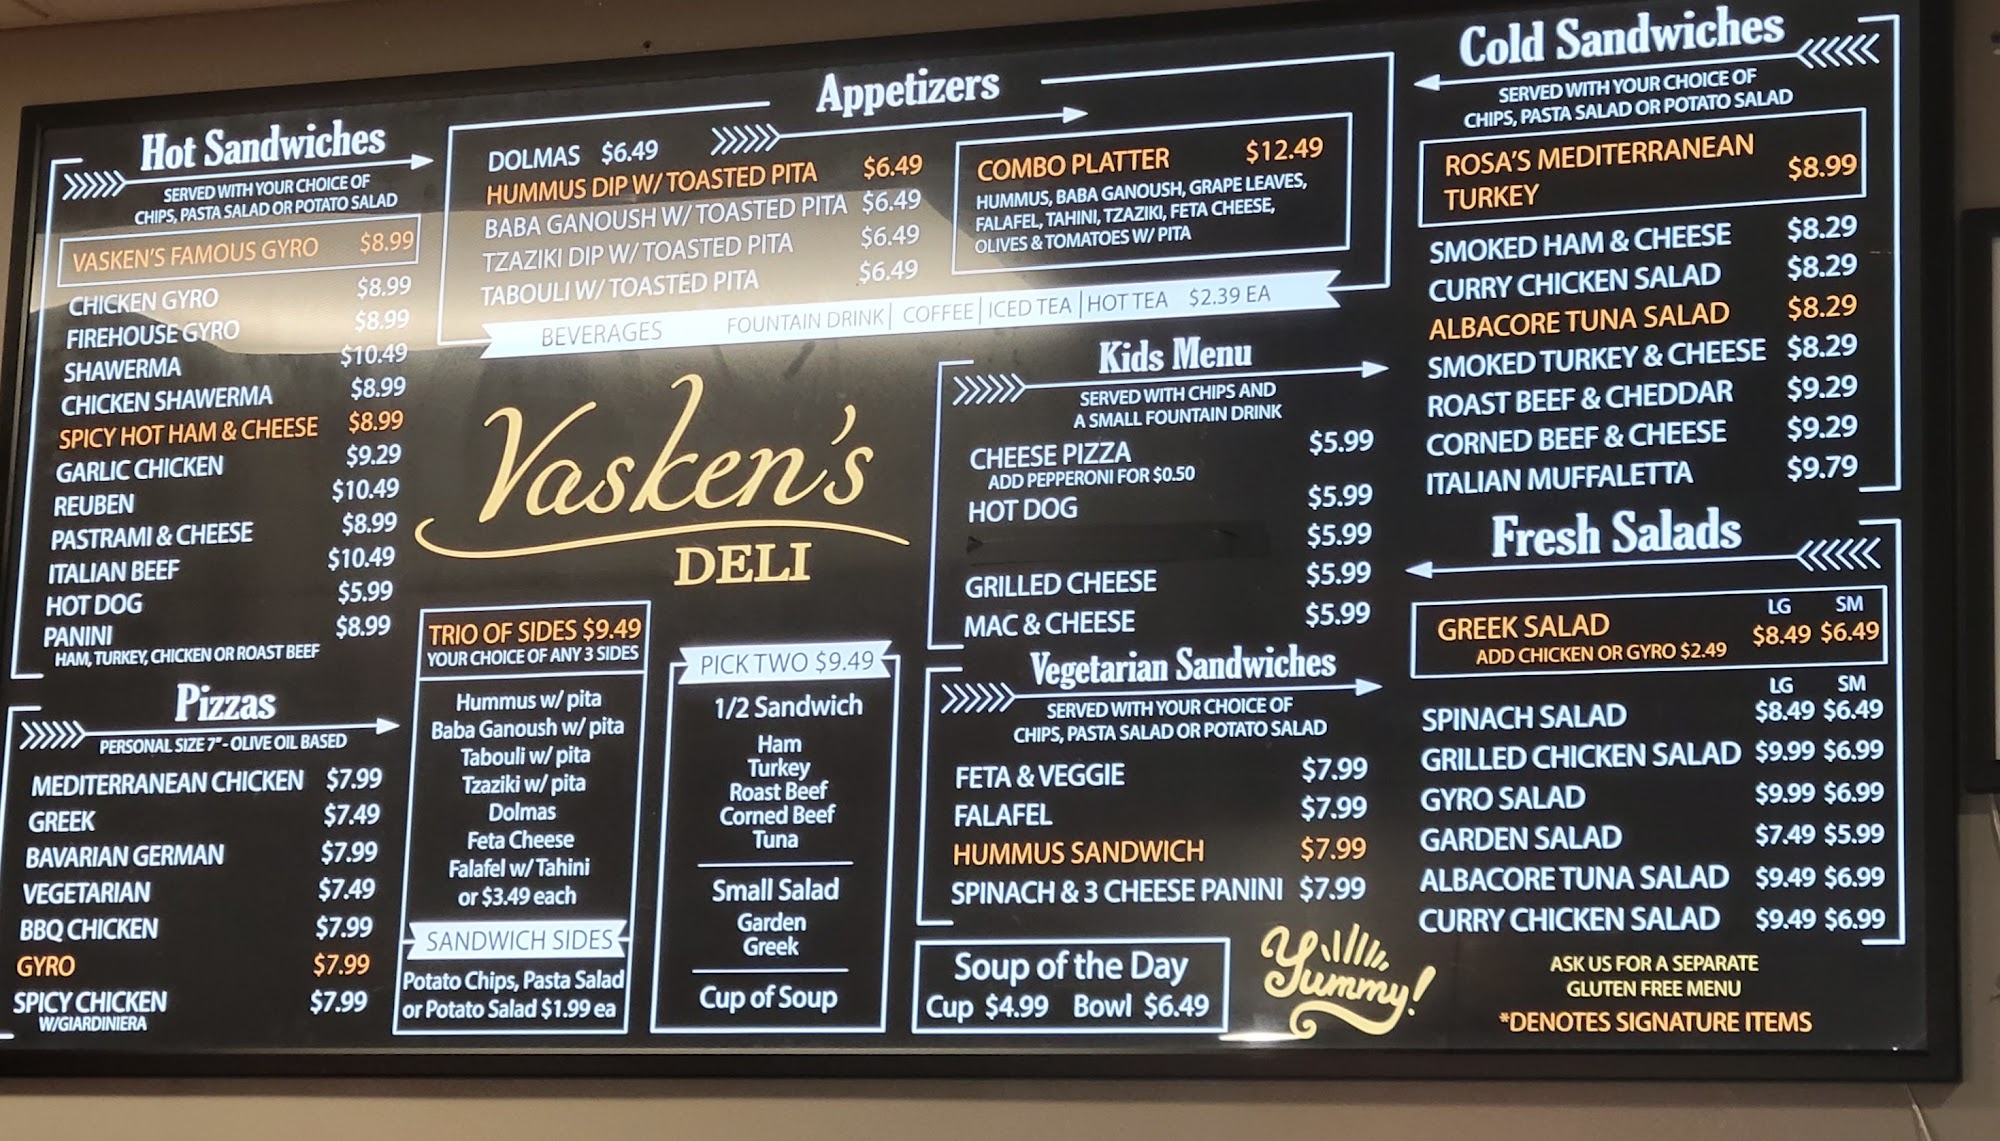 Hot Sandwiches
SERVED WITH YOUR CHOICE OF
CHIPS, PASTA SALAD OR POTATO SALAD
VASKEN'S FAMOUS GYRO $8.99
CHICKEN GYRO $8.99
FIREHOUSE GYRO $8.99
SHAWERMA $10.49
CHICKEN SHAWERMA $8.99
SPICY HOT HAM & CHEESE $8.99
GARLIC CHICKEN $9.29
REUBEN $10.49
PASTRAMI & CHEESE $8.99
ITALIAN BEEF $10.49
HOT DOG $5.99
PANINI $8.99
HAM, TURKEY, CHICKEN OR ROAST BEEF
Pizzas
PERSONAL SIZE 7"- OLIVE OIL BASED
MEDITERRANEAN CHICKEN $7.99
GREEK $7.49
BAVARIAN GERMAN $7.99
VEGETARIAN $7.49
BBQ CHICKEN $7.99
GYRO $7.99
SPICY CHICKEN $7.99
W/GIARDINIERA
Appetizers
DOLMAS $6.49
HUMMUS DIP W/ TOASTED PITA $6.49
BABA GANOUSH W/ TOASTED PITA $6.49
TZAZIKI DIP W/ TOASTED PITA $6.49
TABOULI W/ TOASTED PITA $6.49
COMBO PLATTER $12.49
HUMMUS, BABA GANOUSH, GRAPE LEAVES,
FALAFEL, TAHINI, TZAZIKI, FETA CHEESE,
OLIVES & TOMATOES W/ PITA
BEVERAGES FOUNTAIN DRINK | COFFEE | ICED TEA | HOT TEA $2.39 EA
Vasken's
DELI
TRIO OF SIDES $9.49
YOUR CHOICE OF ANY 3 SIDES
Hummus w/ pita
Baba Ganoush w/ pita
Tabouli w/ pita
Tzaziki w/ pita
Dolmas
Feta Cheese
Falafel w/ Tahini
or $3.49 each
SANDWICH SIDES
Potato Chips, Pasta Salad
or Potato Salad $1.99 ea
PICK TWO $9.49
1/2 Sandwich
Ham
Turkey
Roast Beef
Corned Beef
Tuna
Small Salad
Garden
Greek
Cup of Soup
Kids Menu
SERVED WITH CHIPS AND
A SMALL FOUNTAIN DRINK
CHEESE PIZZA $5.99
ADD PEPPERONI FOR $0.50
HOT DOG $5.99
$5.99
GRILLED CHEESE $5.99
MAC & CHEESE $5.99
Vegetarian Sandwiches
SERVED WITH YOUR CHOICE OF
CHIPS, PASTA SALAD OR POTATO SALAD
FETA & VEGGIE $7.99
FALAFEL $7.99
HUMMUS SANDWICH $7.99
SPINACH & 3 CHEESE PANINI $7.99
Soup of the Day
Cup $4.99 Bowl $6.49
Yummy!
Cold Sandwiches
SERVED WITH YOUR CHOICE OF
CHIPS, PASTA SALAD OR POTATO SALAD
ROSA'S MEDITERRANEAN
TURKEY $8.99
SMOKED HAM & CHEESE $8.29
CURRY CHICKEN SALAD $8.29
ALBACORE TUNA SALAD $8.29
SMOKED TURKEY & CHEESE $8.29
ROAST BEEF & CHEDDAR $9.29
CORNED BEEF & CHEESE $9.29
ITALIAN MUFFALETTA $9.79
Fresh Salads
LG SM
GREEK SALAD $8.49 $6.49
ADD CHICKEN OR GYRO $2.49
LG SM
SPINACH SALAD $8.49 $6.49
GRILLED CHICKEN SALAD $9.99 $6.99
GYRO SALAD $9.99 $6.99
GARDEN SALAD $7.49 $5.99
ALBACORE TUNA SALAD $9.49 $6.99
CURRY CHICKEN SALAD $9.49 $6.99
ASK US FOR A SEPARATE
GLUTEN FREE MENU
*DENOTES SIGNATURE ITEMS